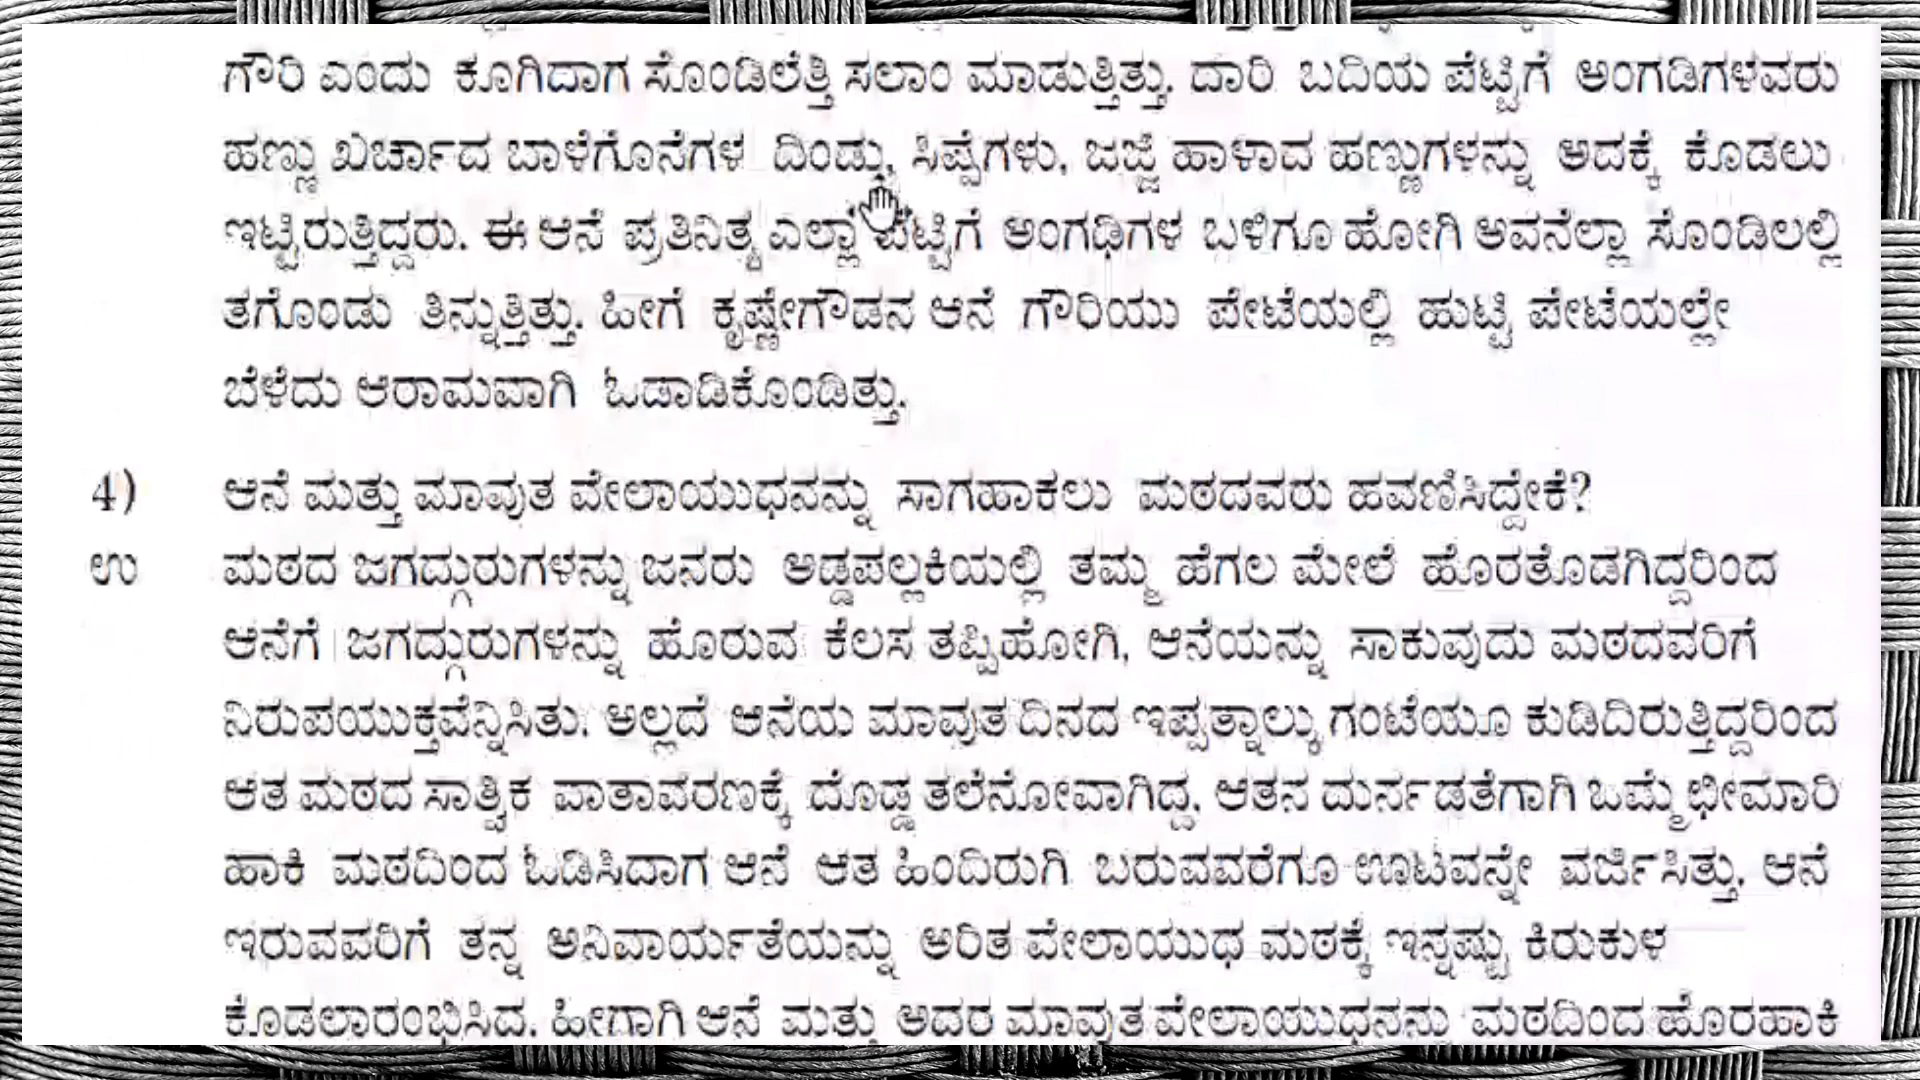 ಗೌರಿ ಎಂದು ಕೂಗಿದಾಗ ಸೊಂಡಿಲೆತ್ತಿ ಸಲಾಂ ಮಾಡುತ್ತಿತ್ತು. ದಾರಿ ಬದಿಯ ಪೆಟ್ಟಿಗೆ ಅಂಗಡಿಗಳವರು
ಹಣ್ಣು ಖರ್ಚಾದ ಬಾಳೆಗೊನೆಗಳ ದಿಂಡು, ಸಿಪ್ಪೆಗಳು, ಜಜ್ಜಿ ಹಾಳಾದ ಹಣ್ಣುಗಳನ್ನು ಅದಕ್ಕೆ ಕೊಡಲು
ಇಟ್ಟಿರುತ್ತಿದ್ದರು. ಈ ಆನೆ ಪ್ರತಿನಿತ್ಯ ಎಲ್ಲಾ ಪೆಟ್ಟಿಗೆ ಅಂಗಢಿಗಳ ಬಳಿಗೂ ಹೋಗಿ ಅವನೆಲ್ಲಾ ಸೊಂಡಿಲಲ್ಲಿ
ತಗೊಂಡು ತಿನ್ನುತ್ತಿತ್ತು. ಹೀಗೆ ಕೃಷ್ಣೇಗೌಡನ ಆನೆ ಗೌರಿಯು ಪೇಟೆಯಲ್ಲಿ ಹುಟ್ಟಿ ಪೇಟೆಯಲ್ಲೇ
ಬೆಳೆದು ಆರಾಮವಾಗಿ ಓಡಾಡಿಕೊಂಡಿತ್ತು.
4) ಆನೆ ಮತ್ತು ಮಾವುತ ವೇಲಾಯುಧನನ್ನು ಸಾಗಹಾಕಲು ಮಠದವರು ಹವಣಿಸಿದ್ದೇಕೆ?
ಉ ಮಠದ ಜಗದ್ಗುರುಗಳನ್ನು ಜನರು ಅಡ್ಡಪಲ್ಲಕಿಯಲ್ಲಿ ತಮ್ಮ ಹೆಗಲ ಮೇಲೆ ಹೊರತೊಡಗಿದ್ದರಿಂದ
ಆನೆಗೆ ಜಗದ್ಗುರುಗಳನ್ನು ಹೊರುವ ಕೆಲಸ ತಪ್ಪಿಹೋಗಿ, ಆನೆಯನ್ನು ಸಾಕುವುದು ಮಠದವರಿಗೆ
ನಿರುಪಯುಕ್ತವೆನ್ನಿಸಿತು. ಅಲ್ಲದೆ ಆನೆಯ ಮಾವುತ ದಿನದ ಇಪ್ಪತ್ನಾಲ್ಕು ಗಂಟೆಯೂ ಕುಡಿದಿರುತ್ತಿದ್ದರಿಂದ
ಆತ ಮಠದ ಸಾತ್ವಿಕ ವಾತಾವರಣಕ್ಕೆ ದೊಡ್ಡ ತಲೆನೋವಾಗಿದ್ದ. ಆತನ ದುರ್ನಡತೆಗಾಗಿ ಒಮ್ಮೆ ಛೀಮಾರಿ
ಹಾಕಿ ಮಠದಿಂದ ಓಡಿಸಿದಾಗ ಆನೆ ಆತ ಹಿಂದಿರುಗಿ ಬರುವವರೆಗೂ ಊಟವನ್ನೇ ವರ್ಜಿಸಿತ್ತು. ಆನೆ
ಇರುವವರಿಗೆ ತನ್ನ ಅನಿವಾರ್ಯತೆಯನ್ನು ಅರಿತ ವೇಲಾಯುಧ ಮಠಕ್ಕೆ ಇನ್ನಷ್ಟು ಕಿರುಕುಳ
ಕೊಡಲಾರಂಭಿಸಿದ. ಹೀಗಾಗಿ ಆನೆ ಮತ್ತು ಅದರ ಮಾವುತ ವೇಲಾಯುಧನನ್ನು ಮಠದಿಂದ ಹೊರಹಾಕಿ